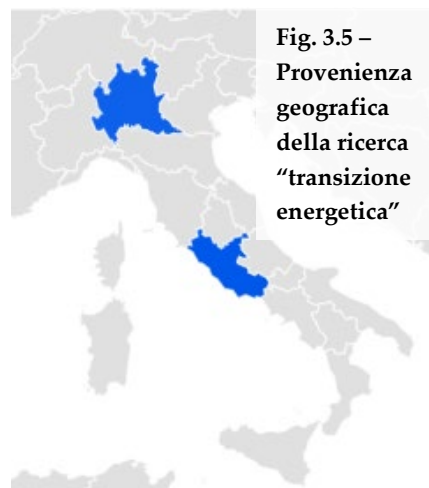 Fig. 3.5 –
Provenienza
geografica
della ricerca
“transizione
energetica”